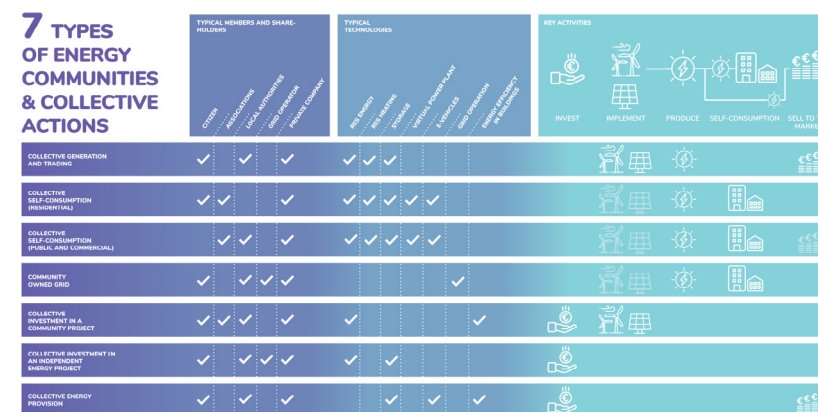 7 TYPES
OF ENERGY
COMMUNITIES
& COLLECTIVE
ACTIONS
TYPICAL MEMBERS AND SHARE-
HOLDERS
CITIZEN
ASSOCIATIONS
LOCAL AUTHORITIES
GRID OPERATOR
PRIVATE COMPANY
TYPICAL
TECHNOLOGIES
RES ENERGY
RES HEATING
STORAGE
VIRTUAL POWER PLANT
E-VEHICLES
GRID OPERATION
ENERGY EFFICIENCY
IN BUILDINGS
KEY ACTIVITIES
INVEST
IMPLEMENT
PRODUCE
SELF-CONSUMPTION
SELL TO
MARKE
COLLECTIVE GENERATION
AND TRADING
COLLECTIVE
SELF-CONSUMPTION
(RESIDENTIAL)
COLLECTIVE
SELF-CONSUMPTION
(PUBLIC AND COMMERCIAL)
COMMUNITY
OWNED GRID
COLLECTIVE
INVESTMENT IN A
COMMUNITY PROJECT
COLLECTIVE INVESTMENT IN
AN INDEPENDENT
ENERGY PROJECT
COLLECTIVE ENERGY
PROVISION